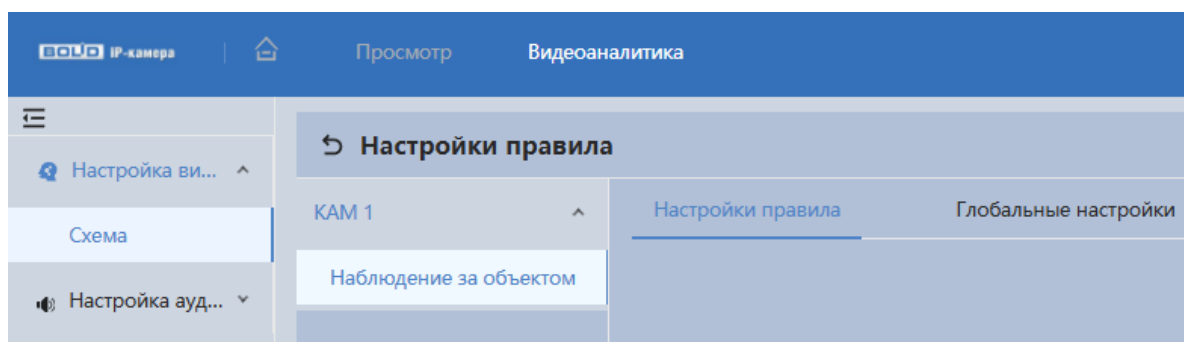 BOLID IP-камера Просмотр Видеоаналитика
Настройки правила
Настройка ви...
КАМ 1 Настройки правила Глобальные настройки
Схема
Наблюдение за объектом
Настройка ауд...